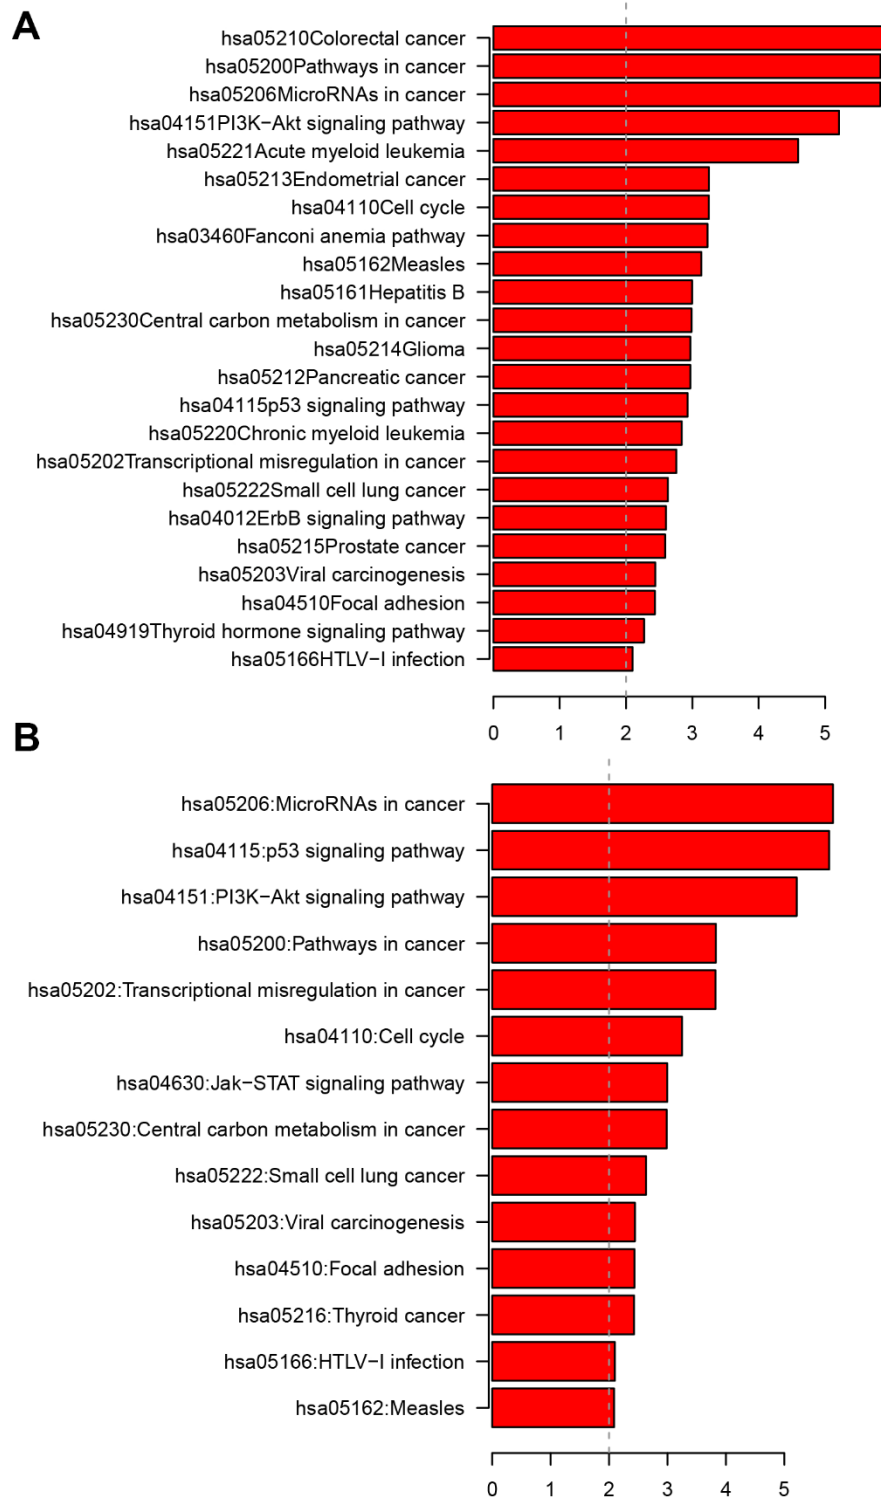 A
hsa05210Colorectal cancer
hsa05200Pathways in cancer
hsa05206MicroRNAs in cancer
hsa04151PI3K−Akt signaling pathway
hsa05221Acute myeloid leukemia
hsa05213Endometrial cancer
hsa04110Cell cycle
hsa03460Fanconi anemia pathway
hsa05162Measles
hsa05161Hepatitis B
hsa05230Central carbon metabolism in cancer
hsa05214Glioma
hsa05212Pancreatic cancer
hsa04115p53 signaling pathway
hsa05220Chronic myeloid leukemia
hsa05202Transcriptional misregulation in cancer
hsa05222Small cell lung cancer
hsa04012ErbB signaling pathway
hsa05215Prostate cancer
hsa05203Viral carcinogenesis
hsa04510Focal adhesion
hsa04919Thyroid hormone signaling pathway
hsa05166HTLV−I infection
0 1 2 3 4 5
B
hsa05206:MicroRNAs in cancer
hsa04115:p53 signaling pathway
hsa04151:PI3K−Akt signaling pathway
hsa05200:Pathways in cancer
hsa05202:Transcriptional misregulation in cancer
hsa04110:Cell cycle
hsa04630:Jak−STAT signaling pathway
hsa05230:Central carbon metabolism in cancer
hsa05222:Small cell lung cancer
hsa05203:Viral carcinogenesis
hsa04510:Focal adhesion
hsa05216:Thyroid cancer
hsa05166:HTLV−I infection
hsa05162:Measles
0 1 2 3 4 5